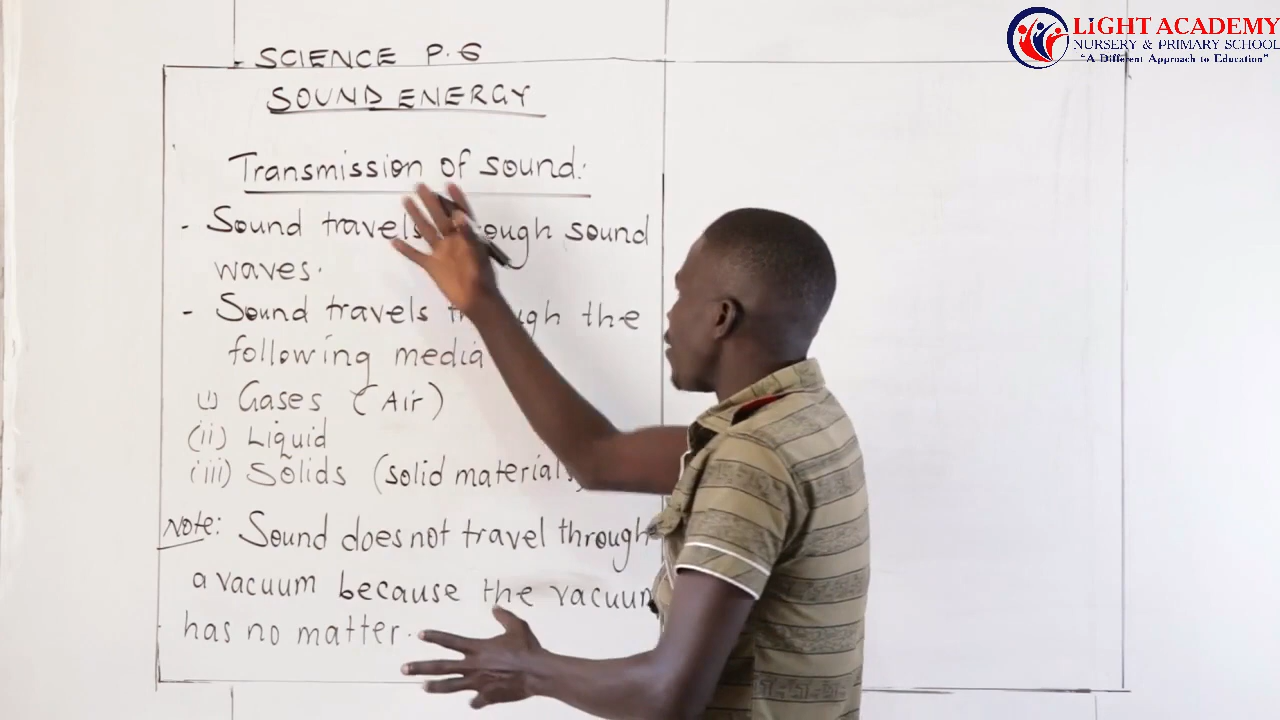 LIGHT ACADEMY
NURSERY & PRIMARY SCHOOL
"A Different Approach to Education"
- SCIENCE P.6
SOUND ENERGY
Transmission of sound.
- Sound travels through sound
waves.
- Sound travels through the
following media
(i) Gases (Air)
(ii) Liquid
(iii) Solids (solid materials)
Note: Sound does not travel through
a vacuum because the vacuum
has no matter.